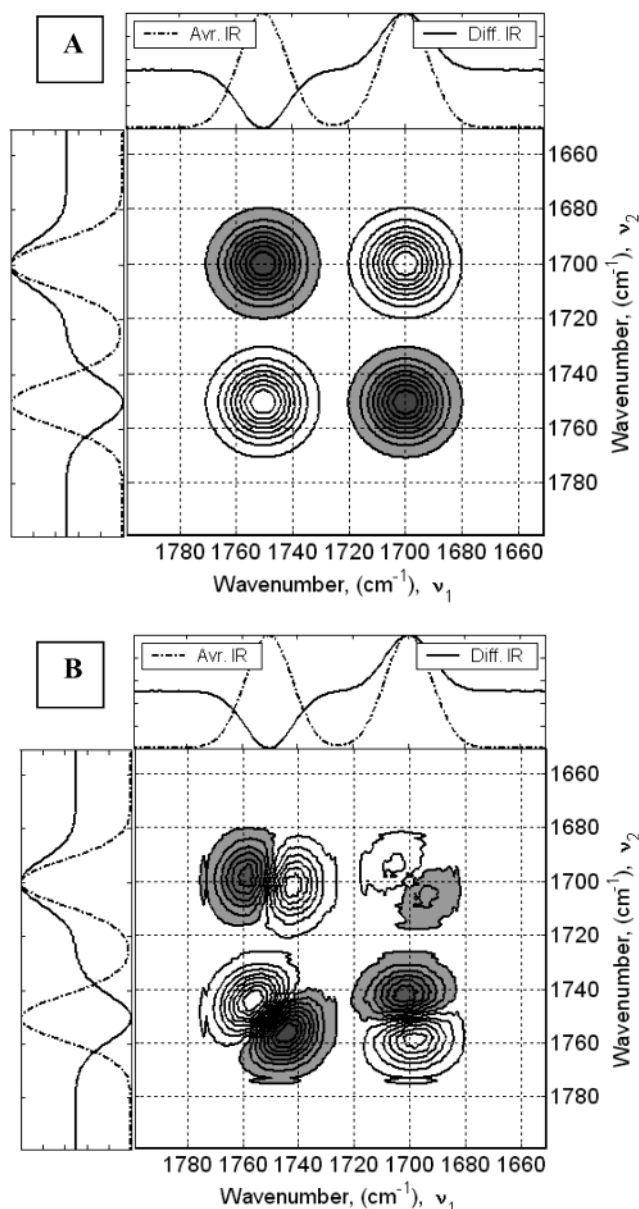 A
Avr. IR
Diff. IR
1660
1680
1700
1720
1740
1760
1780
Wavenumber, (cm⁻¹), ν₂
1780 1760 1740 1720 1700 1680 1660
Wavenumber, (cm⁻¹), ν₁
B
Avr. IR
Diff. IR
1660
1680
1700
1720
1740
1760
1780
Wavenumber, (cm⁻¹), ν₂
1780 1760 1740 1720 1700 1680 1660
Wavenumber, (cm⁻¹), ν₁